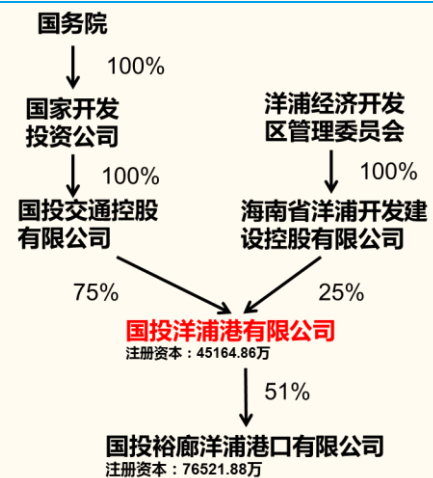 国务院
100%
国家开发
投资公司
洋浦经济开发
区管理委员会
100%
100%
国投交通控股
有限公司
海南省洋浦开发建
设控股有限公司
75%
25%
国投洋浦港有限公司
注册资本：45164.86万
51%
国投裕廊洋浦港口有限公司
注册资本：76521.88万